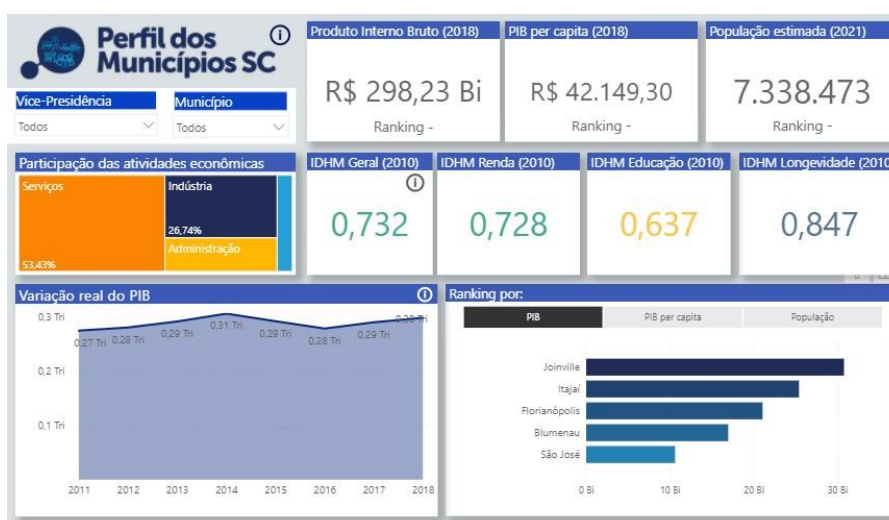 Perfil dos
Municípios SC
Produto Interno Bruto (2018)
R$ 298,23 Bi
Ranking -
PIB per capita (2018)
R$ 42.149,30
Ranking -
População estimada (2021)
7.338.473
Ranking -
Vice-Presidência
Todos
Município
Todos
Participação das atividades econômicas
Serviços
53,43%
Indústria
26,74%
Administração
IDHM Geral (2010)
0,732
IDHM Renda (2010)
0,728
IDHM Educação (2010)
0,637
IDHM Longevidade (2010
0,847
Variação real do PIB
0,3 Tri
0,2 Tri
0,1 Tri
0,27 Tri
0,28 Tri
0,29 Tri
0,31 Tri
0,29 Tri
0,28 Tri
0,29 Tri
0,30 Tri
2011
2012
2013
2014
2015
2016
2017
2018
Ranking por:
PIB
PIB per capita
População
Joinville
Itajaí
Florianópolis
Blumenau
São José
0 Bi
10 Bi
20 Bi
30 Bi